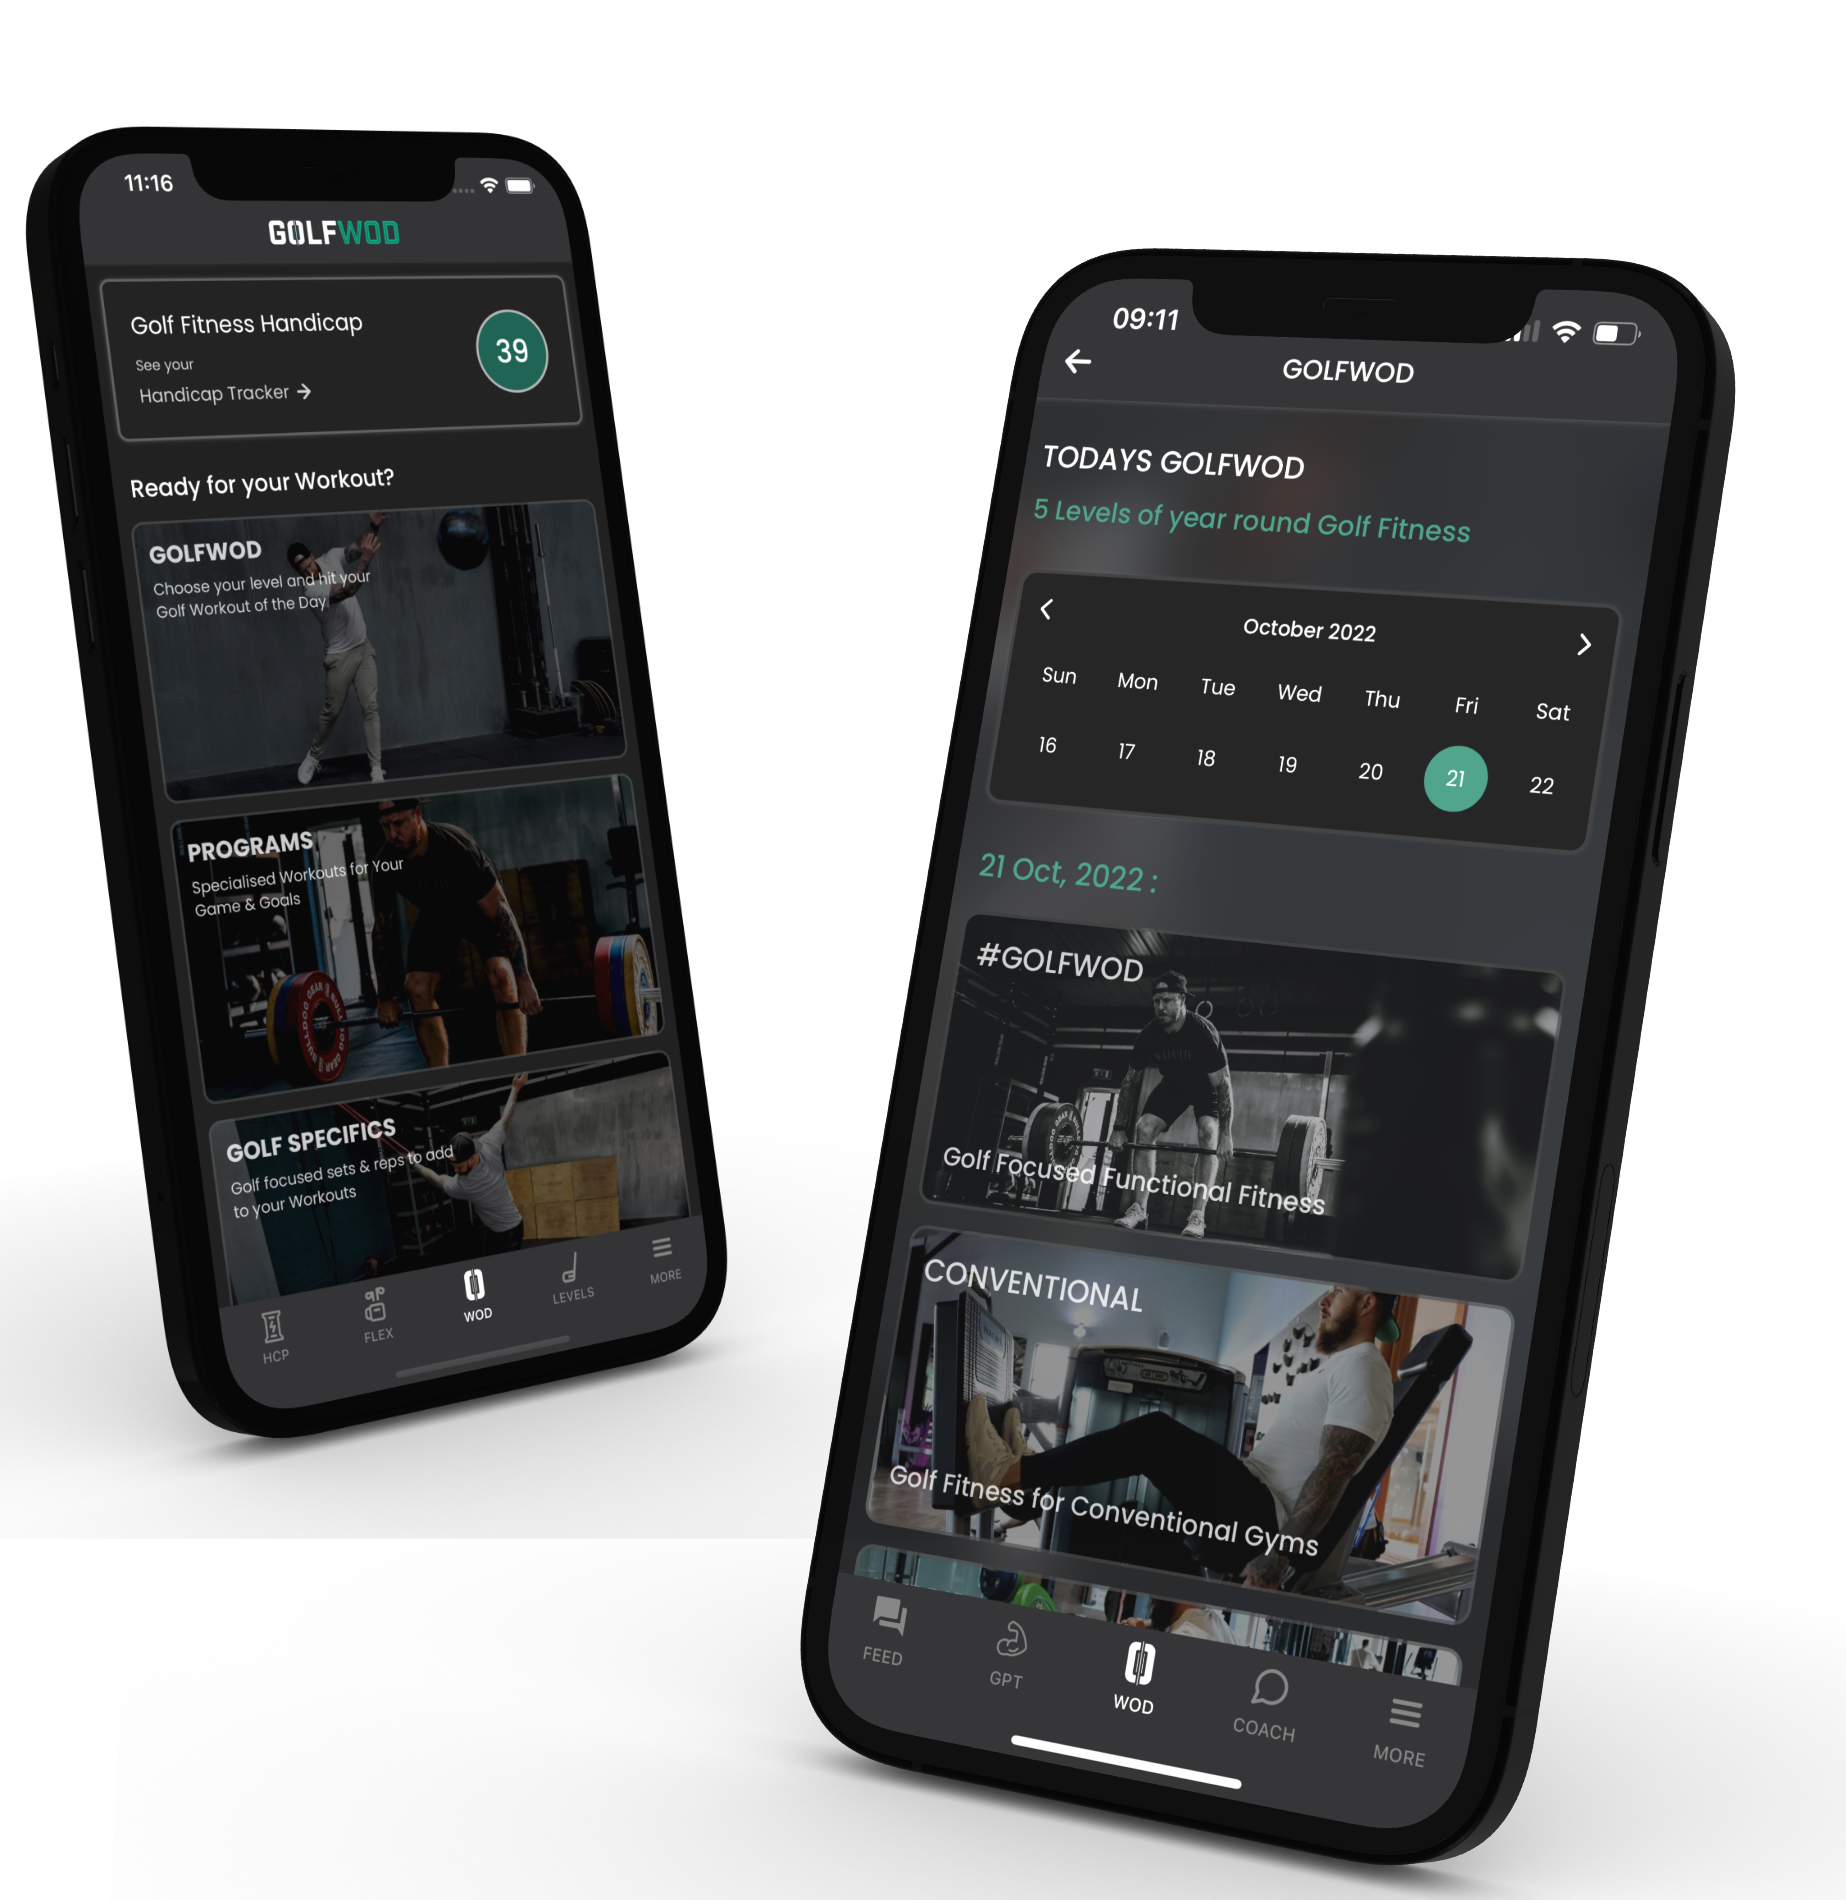 11:16
GOLFWOD
Golf Fitness Handicap
39
See your
Handicap Tracker →
Ready for your Workout?
GOLFWOD
Choose your level and hit your
Golf Workout of the Day
PROGRAMS
Specialised Workouts for Your
Game & Goals
BULLDOG GEAR
GOLF SPECIFICS
Golf focused sets & reps to add
to your Workouts
HCP
FLEX
WOD
LEVELS
MORE
09:11
GOLFWOD
TODAYS GOLFWOD
5 Levels of year round Golf Fitness
October 2022
Sun Mon Tue Wed Thu Fri Sat
16 17 18 19 20 21 22
21 Oct, 2022 :
#GOLFWOD
Golf Focused Functional Fitness
CONVENTIONAL
Golf Fitness for Conventional Gyms
FEED
GPT
WOD
COACH
MORE